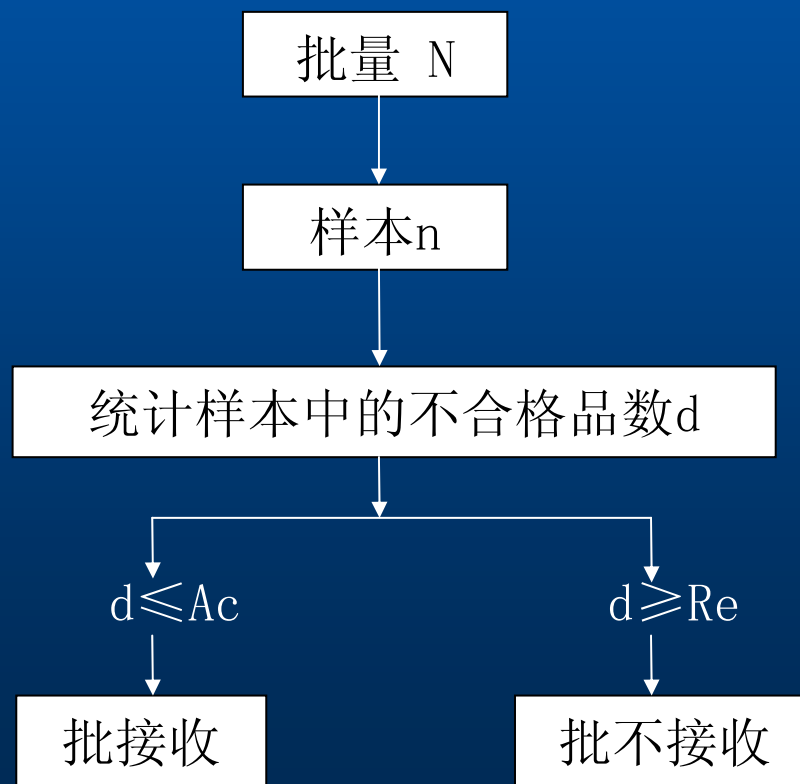 批量 N
样本n
统计样本中的不合格品数d
d≤Ac
d≥Re
批接收
批不接收